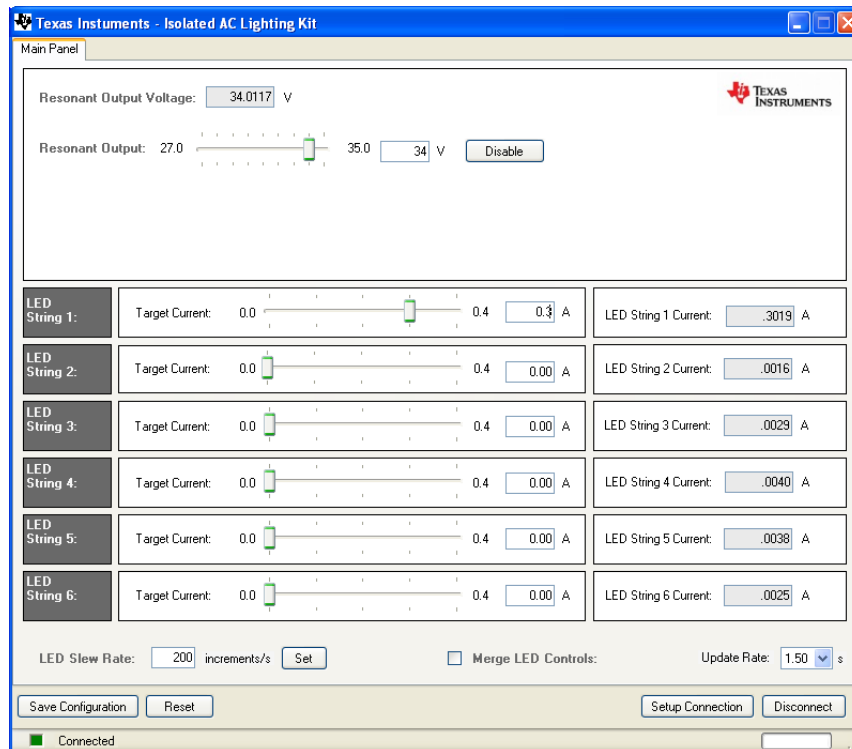 Texas Instuments - Isolated AC Lighting Kit
Main Panel
Resonant Output Voltage: 34.0117 V
TEXAS
INSTRUMENTS
Resonant Output: 27.0 35.0 34 V Disable
LED
String 1:
Target Current: 0.0 0.4 0.3 A
LED String 1 Current: .3019 A
LED
String 2:
Target Current: 0.0 0.4 0.00 A
LED String 2 Current: .0016 A
LED
String 3:
Target Current: 0.0 0.4 0.00 A
LED String 3 Current: .0029 A
LED
String 4:
Target Current: 0.0 0.4 0.00 A
LED String 4 Current: .0040 A
LED
String 5:
Target Current: 0.0 0.4 0.00 A
LED String 5 Current: .0038 A
LED
String 6:
Target Current: 0.0 0.4 0.00 A
LED String 6 Current: .0025 A
LED Slew Rate: 200 increments/s Set Merge LED Controls: Update Rate: 1.50 s
Save Configuration Reset Setup Connection Disconnect
Connected